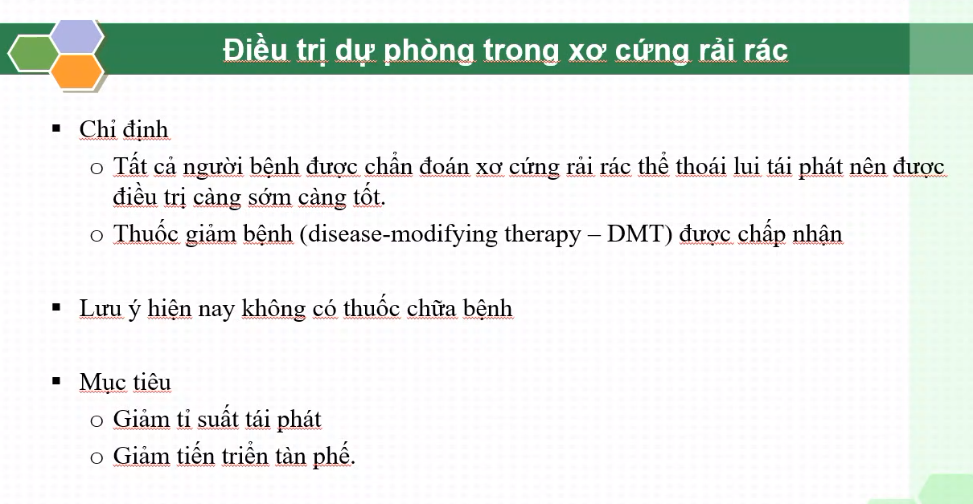 Điều trị dự phòng trong xơ cứng rải rác
▪ Chỉ định
o Tất cả người bệnh được chẩn đoán xơ cứng rải rác thể thoái lui tái phát nên được
điều trị càng sớm càng tốt.
o Thuốc giảm bệnh (disease-modifying therapy – DMT) được chấp nhận
▪ Lưu ý hiện nay không có thuốc chữa bệnh
▪ Mục tiêu
o Giảm tỉ suất tái phát
o Giảm tiến triển tàn phế.